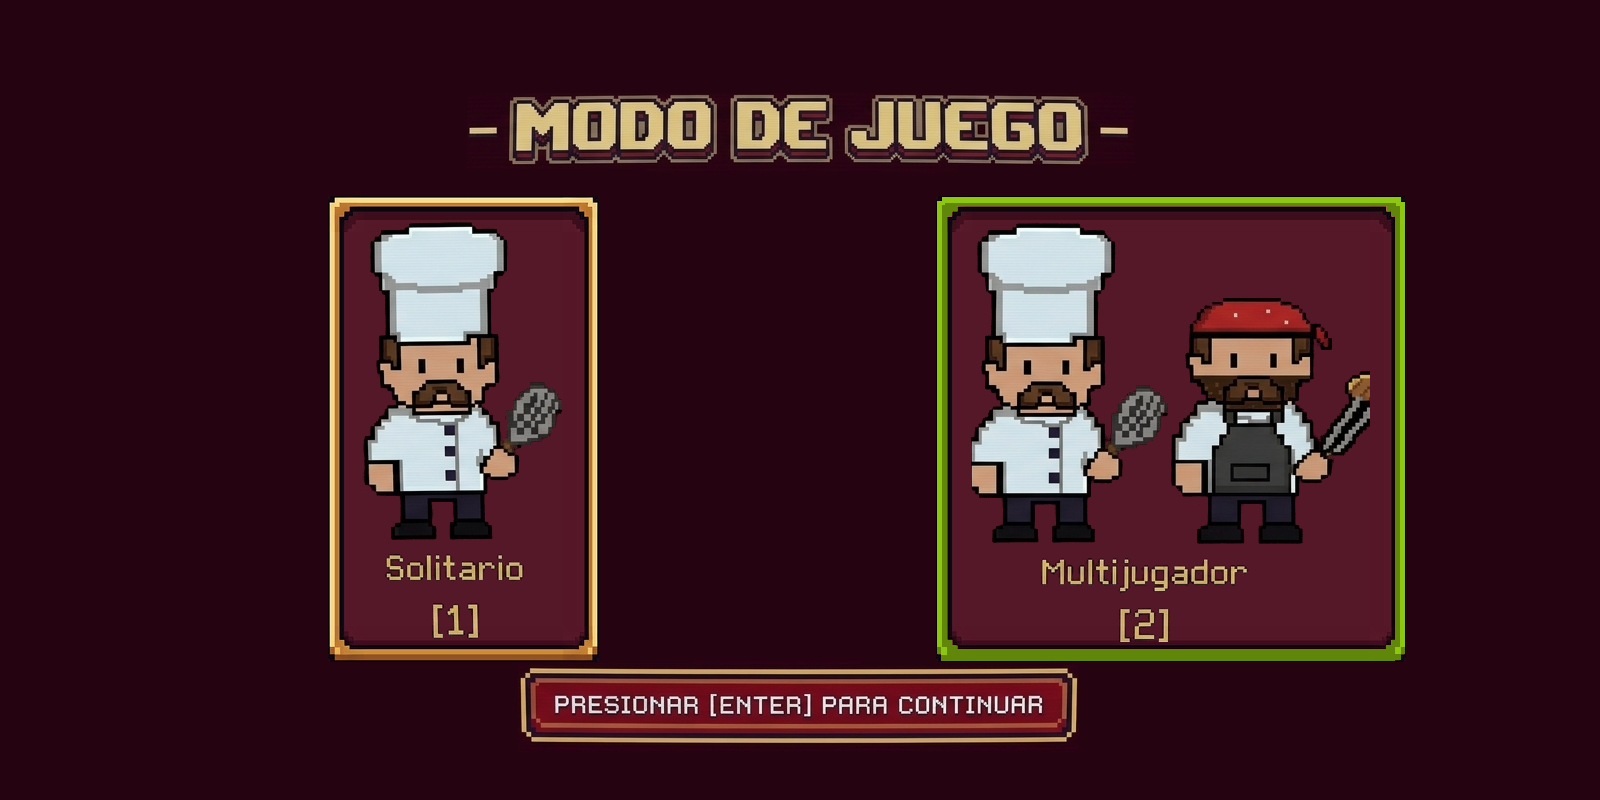 - MODO DE JUEGO -
Solitario
[1]
Multijugador
[2]
PRESIONAR [ENTER] PARA CONTINUAR